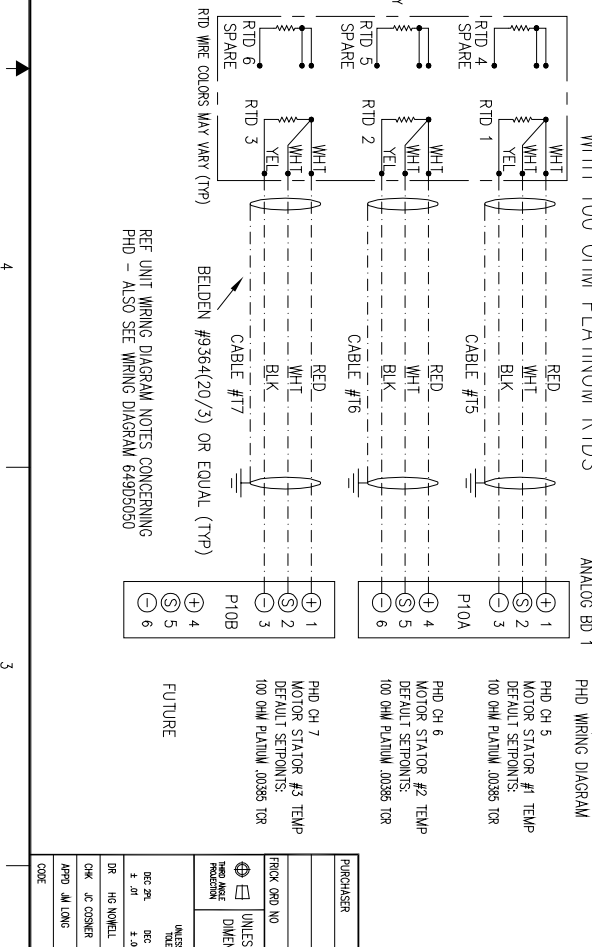 WITH 100 OHM PLATINUM RTDS
ANALOG BD 1
PHD WIRING DIAGRAM
RTD 4
SPARE
RTD 1
WHT
WHT
YEL
RED
WHT
BLK
CABLE #T5
+ 1
S 2
- 3
P10A
PHD CH 5
MOTOR STATOR #1 TEMP
DEFAULT SETPOINTS:
100 OHM PLATIUM .00385 TCR
RTD 5
SPARE
RTD 2
WHT
WHT
YEL
RED
WHT
BLK
CABLE #T6
+ 4
S 5
- 6
PHD CH 6
MOTOR STATOR #2 TEMP
DEFAULT SETPOINTS:
100 OHM PLATIUM .00385 TCR
RTD 6
SPARE
RTD 3
WHT
WHT
YEL
RED
WHT
BLK
CABLE #T7
+ 1
S 2
- 3
P10B
+ 4
S 5
- 6
PHD CH 7
MOTOR STATOR #3 TEMP
DEFAULT SETPOINTS:
100 OHM PLATIUM .00385 TCR
FUTURE
RTD WIRE COLORS MAY VARY (TYP)
BELDEN #9364(20/3) OR EQUAL (TYP)
REF UNIT WIRING DIAGRAM NOTES CONCERNING
PHD - ALSO SEE WIRING DIAGRAM 649D5050
4
3
PURCHASER
FRICK ORD NO
THIRD ANGLE
PROJECTION
UNLES
DIMEN
UNLESS
TOLE
DEC 2PL
± .01
DEC
± .0
DR HG NOWELL
CHK JC COSNER
APPD JM LONG
CODE